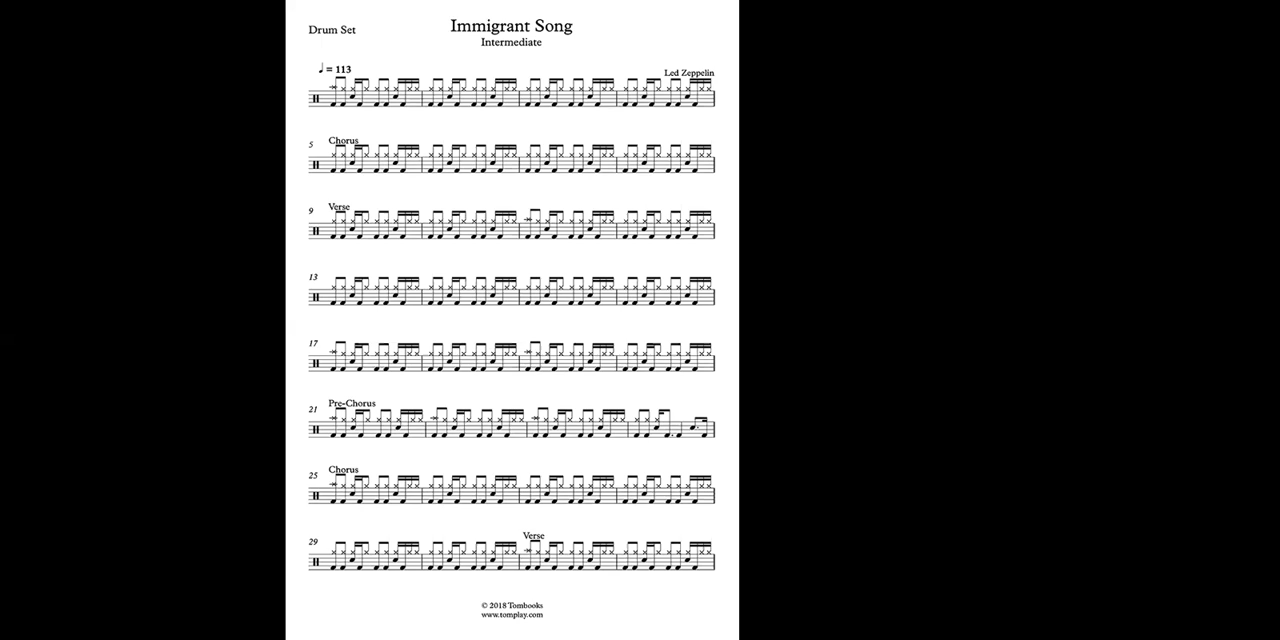 Immigrant Song
Drum Set
Intermediate
♩ = 113
Led Zeppelin
5
Chorus
9
Verse
13
17
21
Pre-Chorus
25
Chorus
29
Verse
© 2018 Tombooks
www.tomplay.com